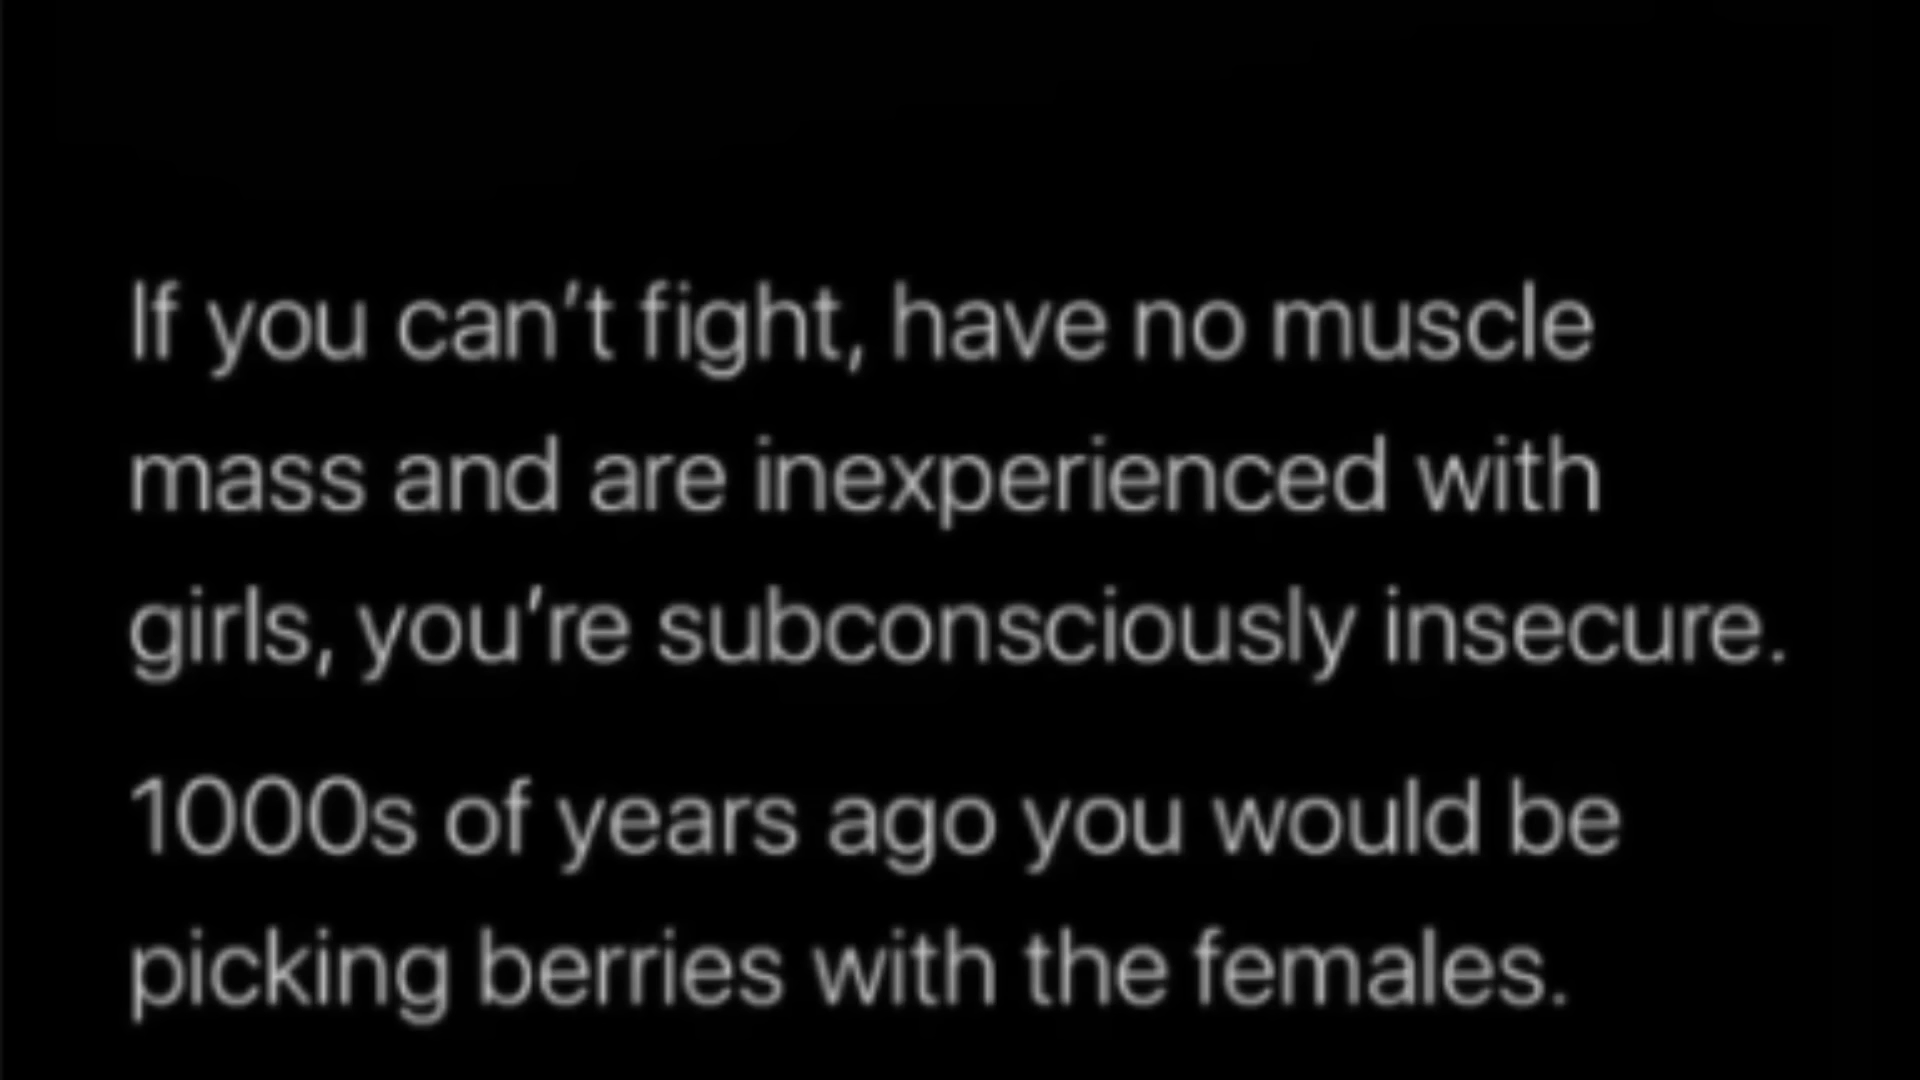 If you can’t fight, have no muscle
mass and are inexperienced with
girls, you’re subconsciously insecure.
1000s of years ago you would be
picking berries with the females.